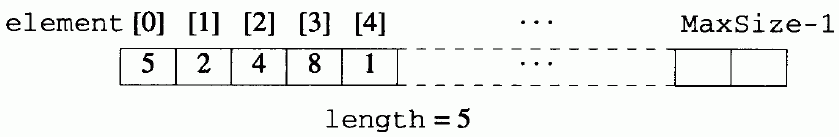 element [0] [1] [2] [3] [4] ... MaxSize-1
5 2 4 8 1 ...
length = 5